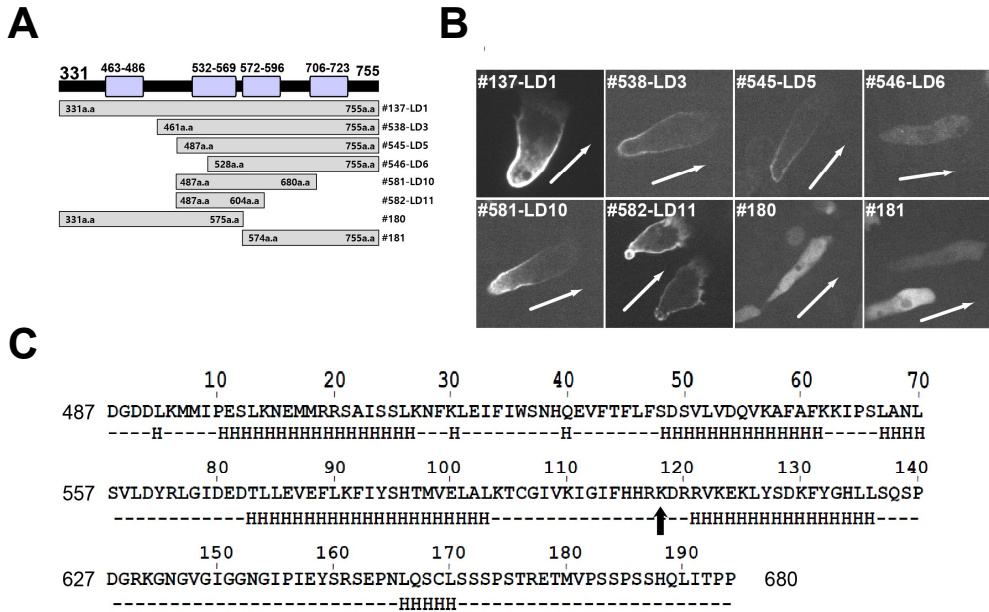 A
331 463-486 532-569 572-596 706-723 755
331a.a 755a.a #137-LD1
461a.a 755a.a #538-LD3
487a.a 755a.a #545-LD5
528a.a 755a.a #546-LD6
487a.a 680a.a #581-LD10
487a.a 604a.a #582-LD11
331a.a 575a.a #180
574a.a 755a.a #181
B
#137-LD1 #538-LD3 #545-LD5 #546-LD6
#581-LD10 #582-LD11 #180 #181
C
10 20 30 40 50 60 70
487 DGDDLKMMIPESLKNEMMRRSAISSLKNFKLEIFIWSNHQEVFTFLFSDSVLVDQVKAFAFKKIPSLANL
----H----HHHHHHHHHHHHHHHHH---H---------H--------HHHHHHHHHHHHHH-----HHHH
80 90 100 110 120 130 140
557 SVLDYRLGIDEDTLLEVEFLKFIYSHTMVELALKTCGIVKIGIFHHRKDRRVKEKLYSDKFYGHLLSQSP
------------HHHHHHHHHHHHHHHHHHHHH-----------------HHHHHHHHHHHHHHHH----
150 160 170 180 190
627 DGRKGNGVGIGGNGIPIEYSRSEPNLQSCLSSSPSTRETMVPSSPSSHQLITPP 680
-------------------------HHHHH------------------------